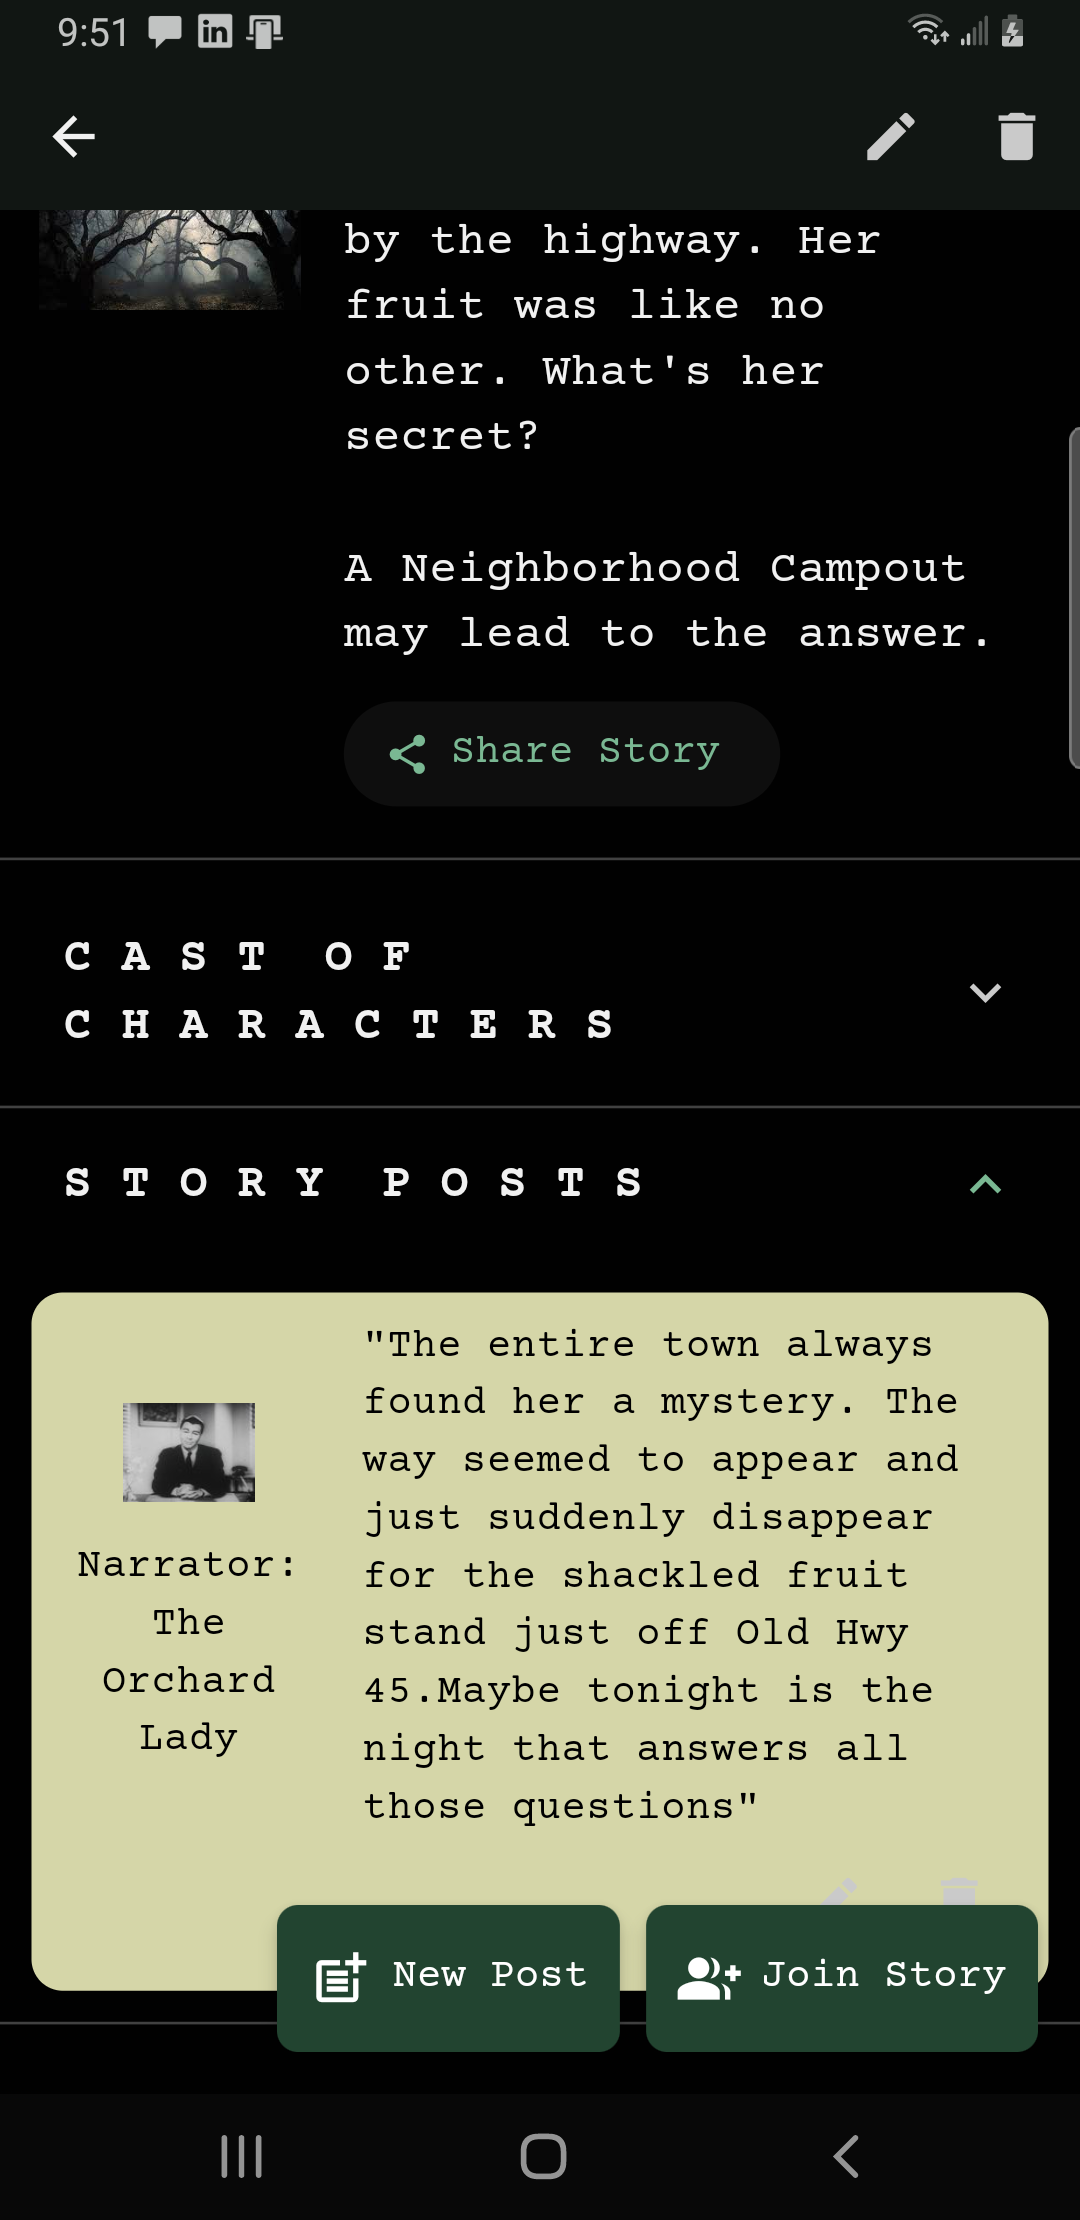 9:51
by the highway. Her
fruit was like no
other. What's her
secret?
A Neighborhood Campout
may lead to the answer.
Share Story
CAST OF
CHARACTERS
STORY POSTS
"The entire town always
found her a mystery. The
way seemed to appear and
just suddenly disappear
for the shackled fruit
stand just off Old Hwy
45.Maybe tonight is the
night that answers all
those questions"
Narrator:
The
Orchard
Lady
New Post
Join Story